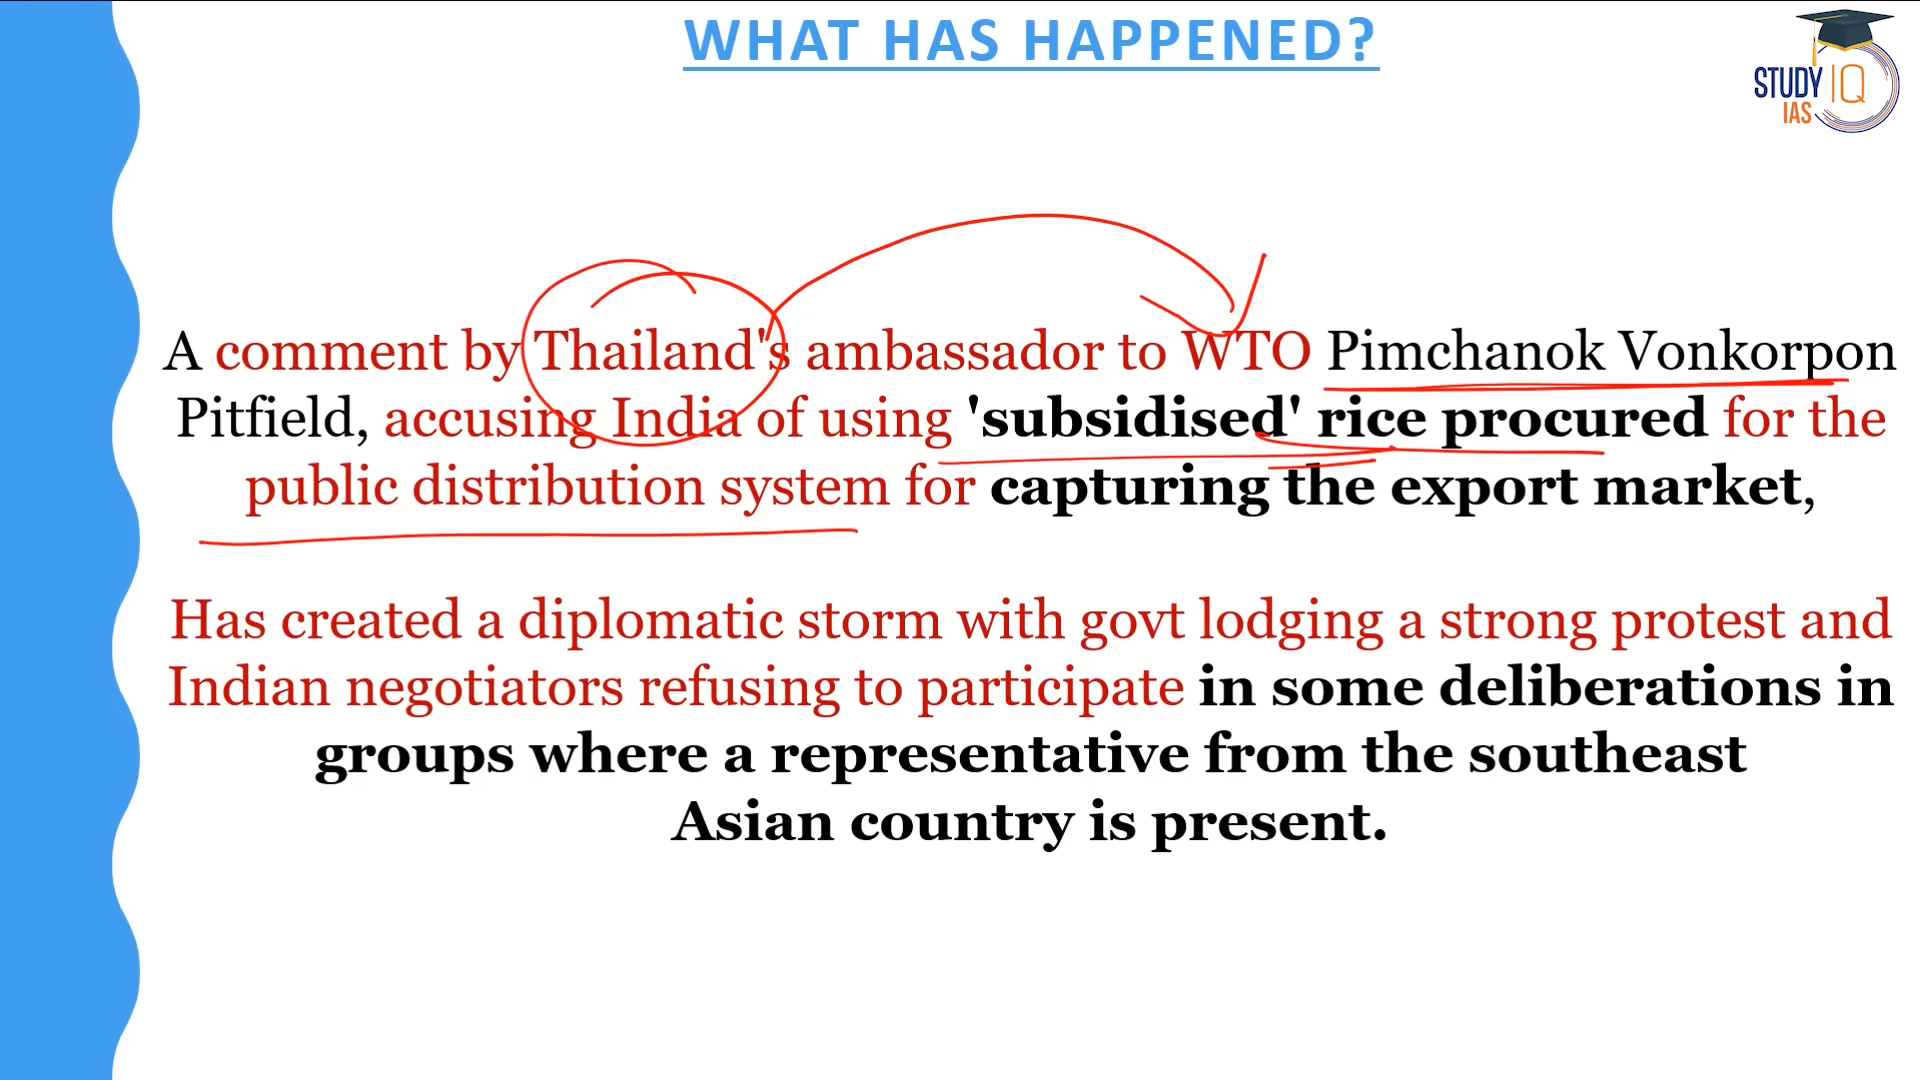 WHAT HAS HAPPENED?
STUDY IQ
IAS
A comment by Thailand's ambassador to WTO Pimchanok Vonkorpon
Pitfield, accusing India of using 'subsidised' rice procured for the
public distribution system for capturing the export market,
Has created a diplomatic storm with govt lodging a strong protest and
Indian negotiators refusing to participate in some deliberations in
groups where a representative from the southeast
Asian country is present.